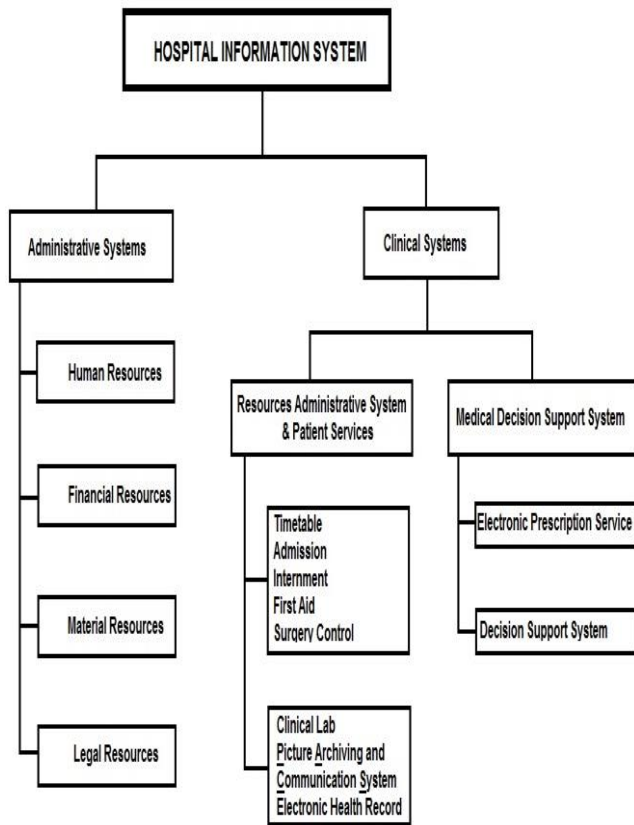 HOSPITAL INFORMATION SYSTEM
Administrative Systems
Clinical Systems
Human Resources
Financial Resources
Material Resources
Legal Resources
Resources Administrative System
& Patient Services
Timetable
Admission
Internment
First Aid
Surgery Control
Clinical Lab
Picture Archiving and
Communication System
Electronic Health Record
Medical Decision Support System
Electronic Prescription Service
Decision Support System